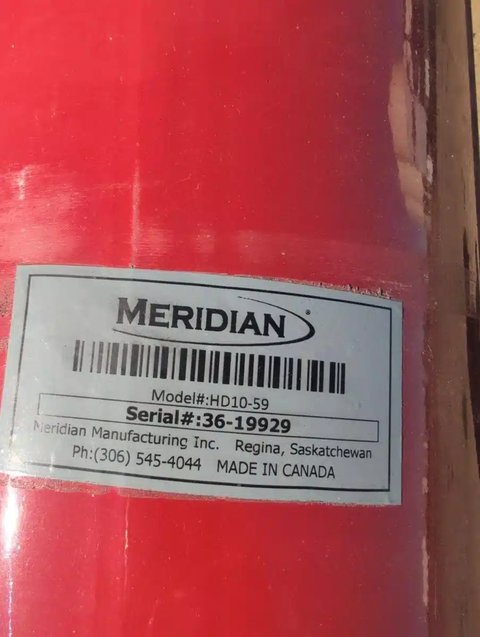 MERIDIAN
Model#:HD10-59
Serial#:36-19929
Meridian Manufacturing Inc. Regina, Saskatchewan
Ph:(306) 545-4044 MADE IN CANADA